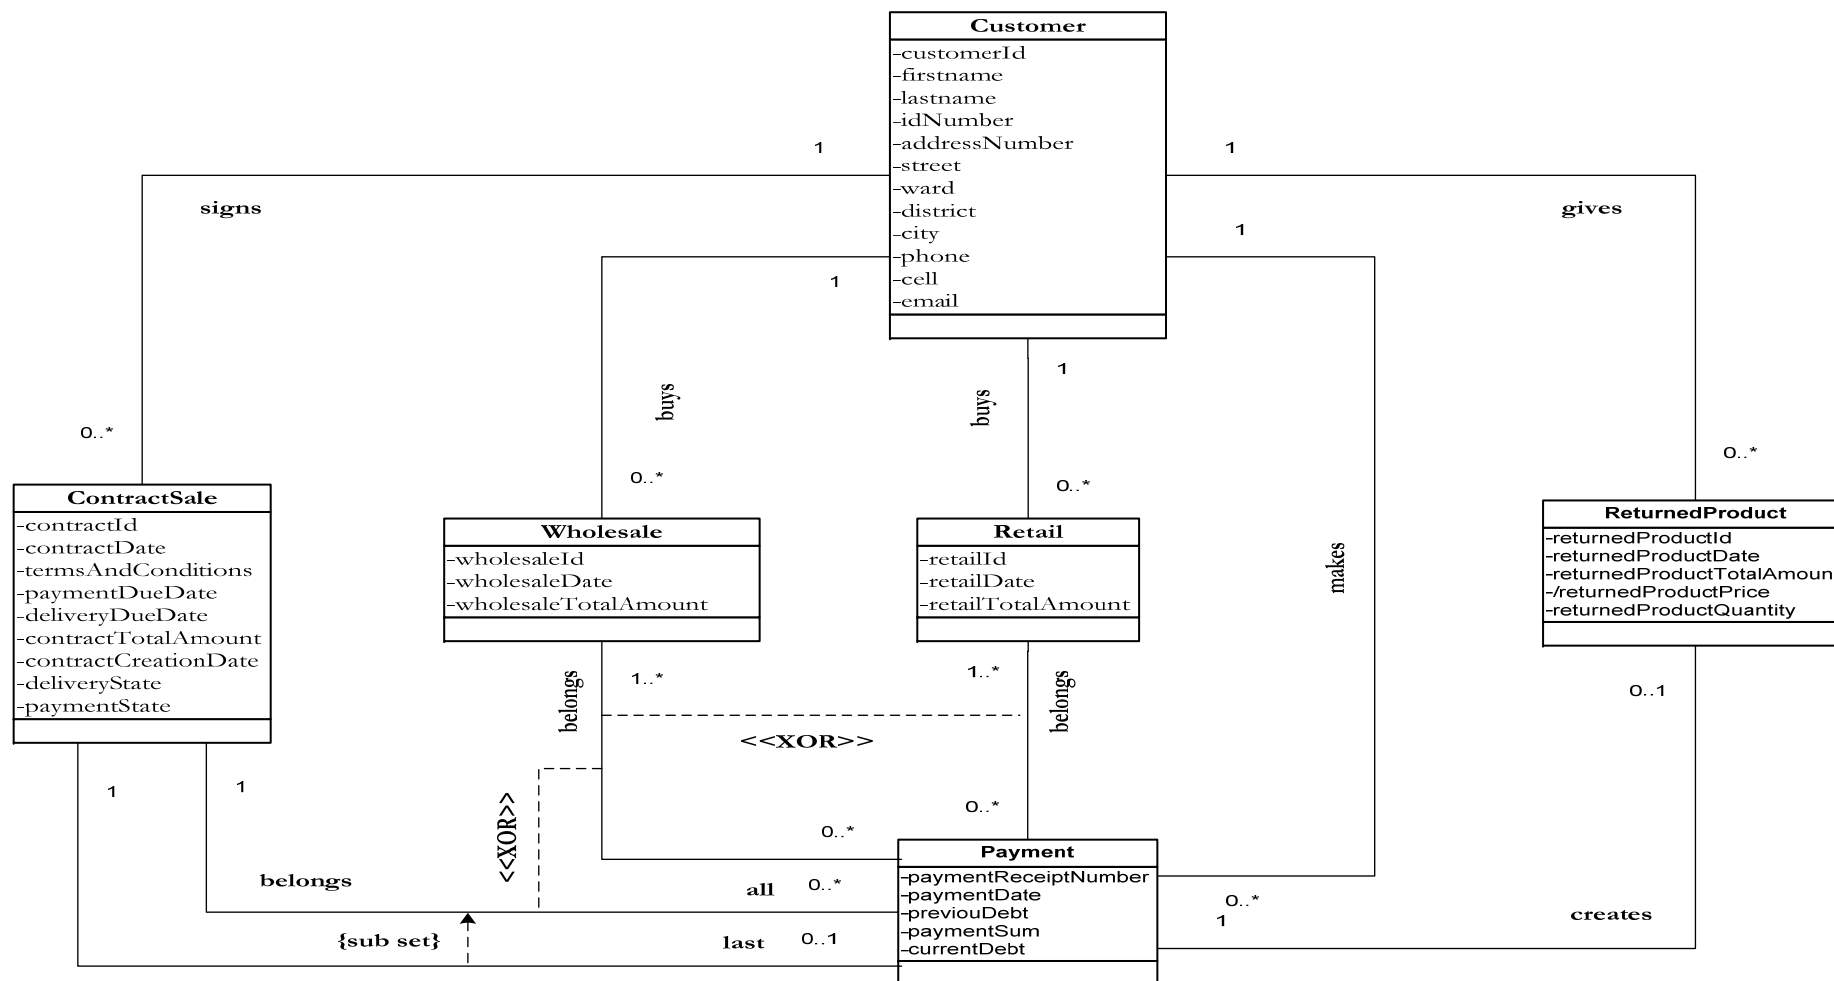 Customer
-customerId
-firstname
-lastname
-idNumber
-addressNumber
-street
-ward
-district
-city
-phone
-cell
-email
1
1
signs
gives
1
1
1
buys
buys
0..*
0..*
0..*
0..*
makes
ContractSale
-contractId
-contractDate
-termsAndConditions
-paymentDueDate
-deliveryDueDate
-contractTotalAmount
-contractCreationDate
-deliveryState
-paymentState
Wholesale
-wholesaleId
-wholesaleDate
-wholesaleTotalAmount
Retail
-retailId
-retailDate
-retailTotalAmount
ReturnedProduct
-returnedProductId
-returnedProductDate
-returnedProductTotalAmoun
-/returnedProductPrice
-returnedProductQuantity
belongs
1..*
1..*
belongs
0..1
<<XOR>>
1
1
<<XOR>>
0..*
0..*
belongs
all
0..*
{sub set}
last
0..1
Payment
-paymentReceiptNumber
-paymentDate
-previouDebt
-paymentSum
-currentDebt
0..*
1
creates